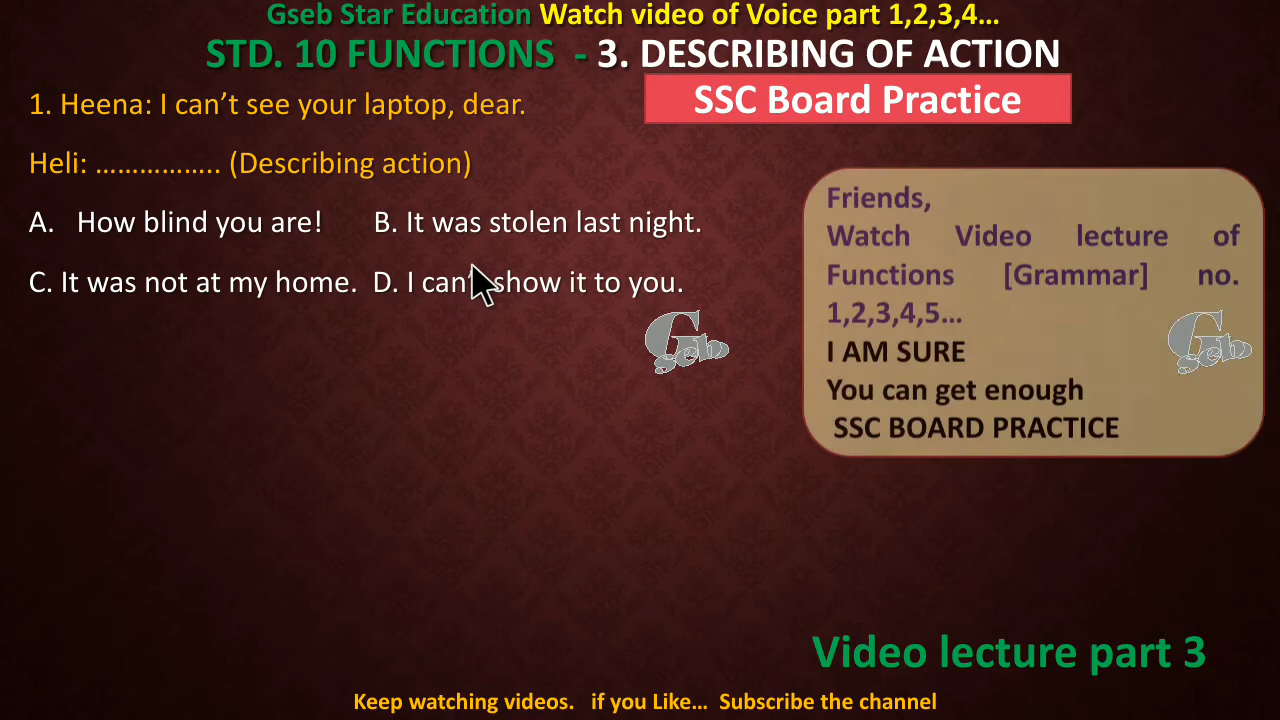 Gseb Star Education Watch video of Voice part 1,2,3,4...
STD. 10 FUNCTIONS - 3. DESCRIBING OF ACTION
SSC Board Practice
1. Heena: I can’t see your laptop, dear.
Heli: …………….. (Describing action)
A. How blind you are! B. It was stolen last night.
C. It was not at my home. D. I can’ show it to you.
Friends,
Watch Video lecture of
Functions [Grammar] no.
1,2,3,4,5…
I AM SURE
You can get enough
SSC BOARD PRACTICE
Gseb
Gseb
Video lecture part 3
Keep watching videos. if you Like… Subscribe the channel